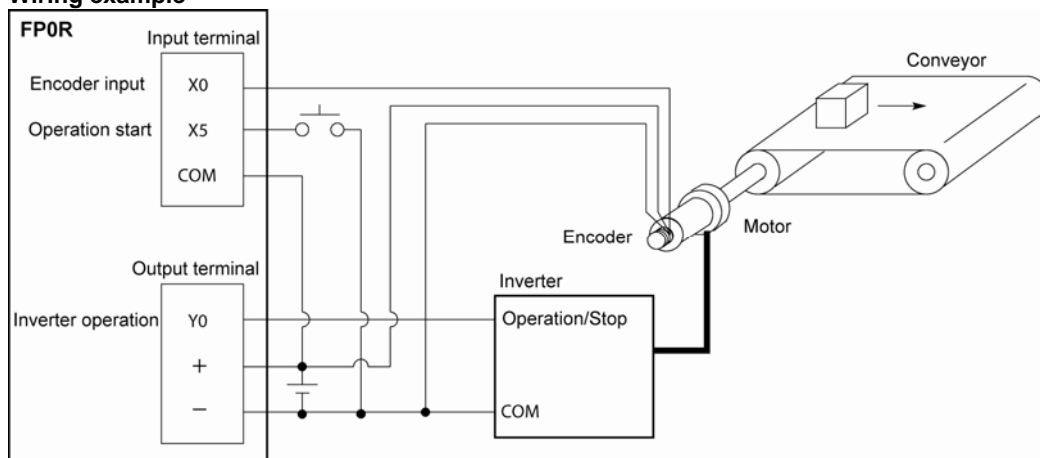 Wiring example
FP0R
Input terminal
Encoder input
X0
Operation start
X5
COM
Output terminal
Inverter operation
Y0
+
−
Conveyor
Encoder
Motor
Inverter
Operation/Stop
COM